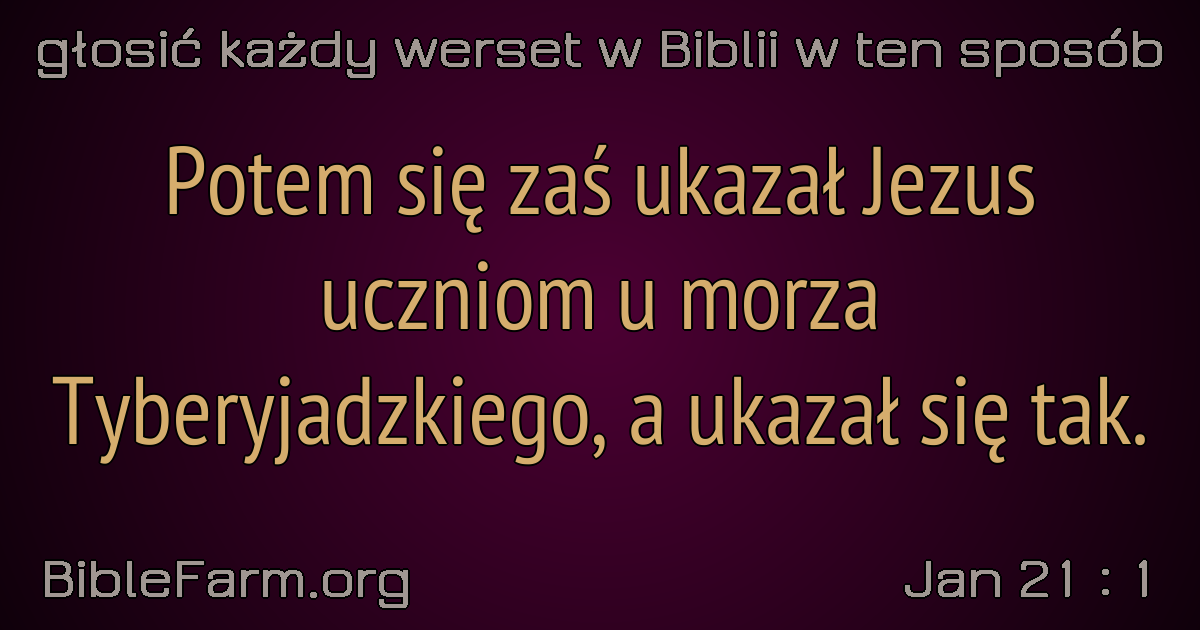 głosić każdy werset w Biblii w ten sposób
Potem się zaś ukazał Jezus
uczniom u morza
Tyberyjadzkiego, a ukazał się tak.
BibleFarm.org
Jan 21 : 1